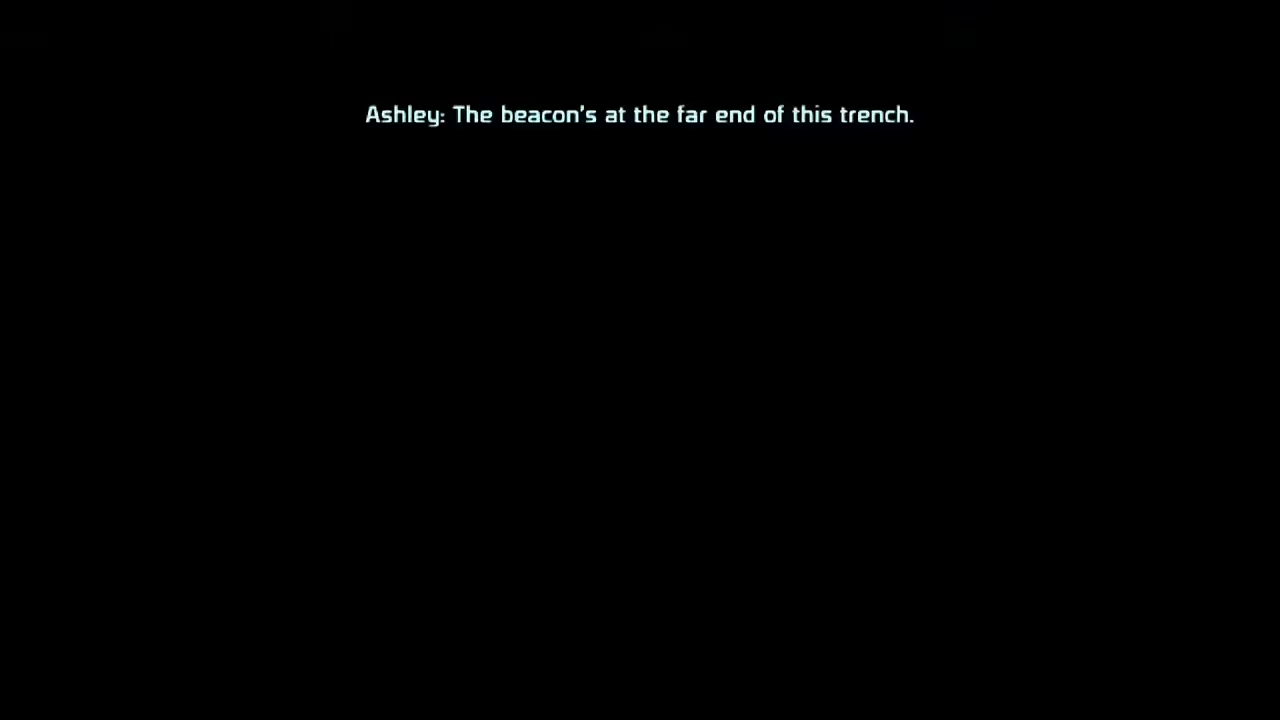 Ashley: The beacon's at the far end of this trench.